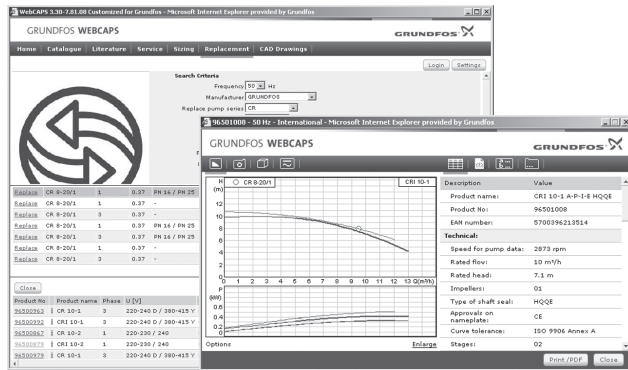 WebCAPS 3.30-7.81.08 Customized for Grundfos - Microsoft Internet Explorer provided by Grundfos
GRUNDFOS WEBCAPS
GRUNDFOS
Home Catalogue Literature Service Sizing Replacement CAD Drawings
Login Settings
Search Criteria
Frequency 50 Hz
Manufacturer GRUNDFOS
Replace pump series CR
Replace CR 8-20/1 1 0.37 PN 16 / PN 25
Replace CR 8-20/1 1 0.37 -
Replace CR 8-20/1 3 0.37 -
Replace CR 8-20/1 1 0.37 PN 16 / PN 25
Replace CR 8-20/1 3 0.37 PN 16 / PN 25
Replace CR 8-20/1 3 0.37 -
Close
Product No Product name Phase U [V]
96500963 CR 10-1 3 220-240 D / 380-415 Y
96500992 CRI 10-1 3 220-240 D / 380-415 Y
96500867 CR 10-2 1 220-230 / 240
96500879 CRI 10-2 1 220-230 / 240
96500979 CR 10-1 3 220-240 D / 380-415 Y
96501008 - 50 Hz - International - Microsoft Internet Explorer provided by Grundfos
GRUNDFOS WEBCAPS
GRUNDFOS
H
(m)
CR 8-20/1
CRI 10-1
12
10
8
6
4
2
0
0 1 2 3 4 5 6 7 8 9 10 11 12 13 Q(m³/h)
P
(kW)
0.6
0.4
0.2
0
Options
Enlarge
Description Value
Product name: CRI 10-1 A-P-I-E HQQE
Product No: 96501008
EAN number: 5700396213514
Technical:
Speed for pump data: 2873 rpm
Rated flow: 10 m³/h
Rated head: 7.1 m
Impellers: 01
Type of shaft seal: HQQE
Approvals on
nameplate: CE
Curve tolerance: ISO 9906 Annex A
Stages: 02
Print /PDF Close